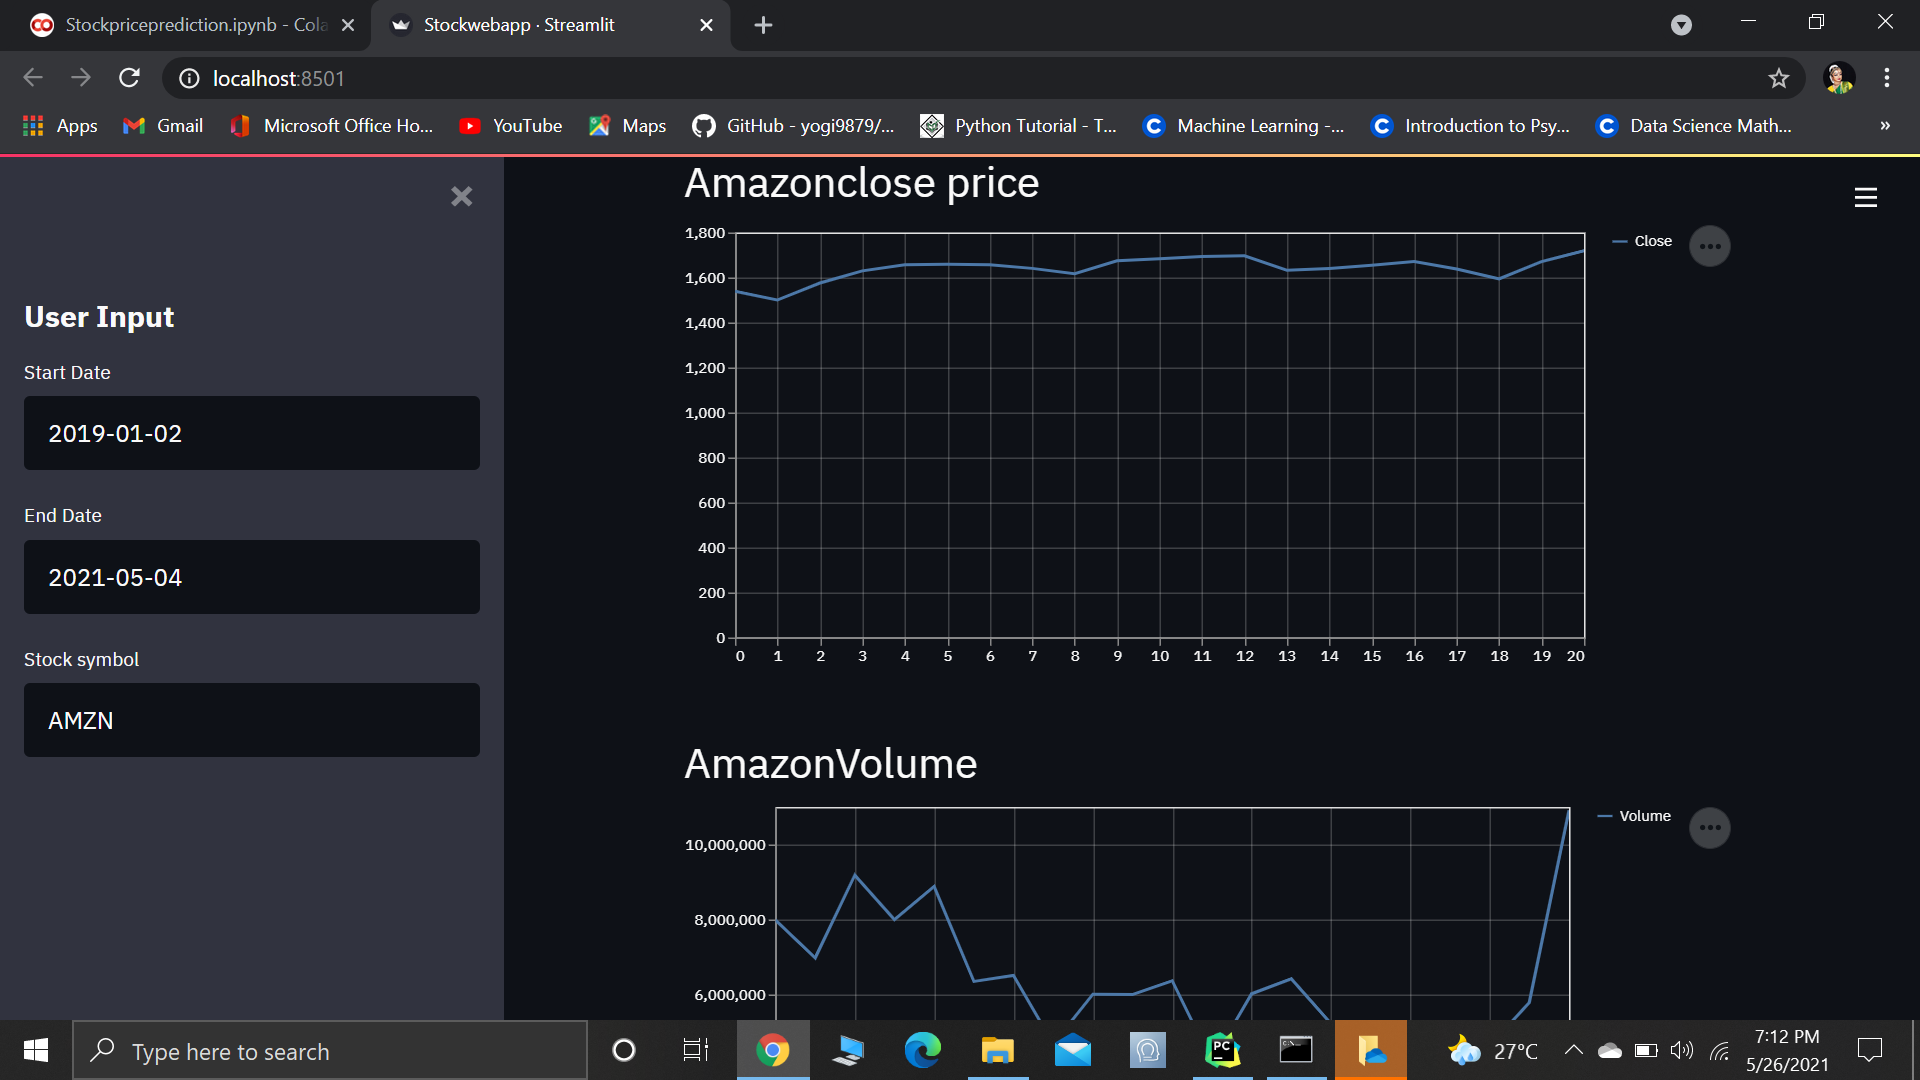 Stockpriceprediction.ipynb - Cola
Stockwebapp · Streamlit
localhost:8501
Apps
Gmail
Microsoft Office Ho...
YouTube
Maps
GitHub - yogi9879/...
Python Tutorial - T...
Machine Learning -...
Introduction to Psy...
Data Science Math...
»
User Input
Start Date
2019-01-02
End Date
2021-05-04
Stock symbol
AMZN
Amazonclose price
1,800
1,600
1,400
1,200
1,000
800
600
400
200
0
0 1 2 3 4 5 6 7 8 9 10 11 12 13 14 15 16 17 18 19 20
Close
AmazonVolume
10,000,000
8,000,000
6,000,000
Volume
Type here to search
PC
27°C
7:12 PM
5/26/2021